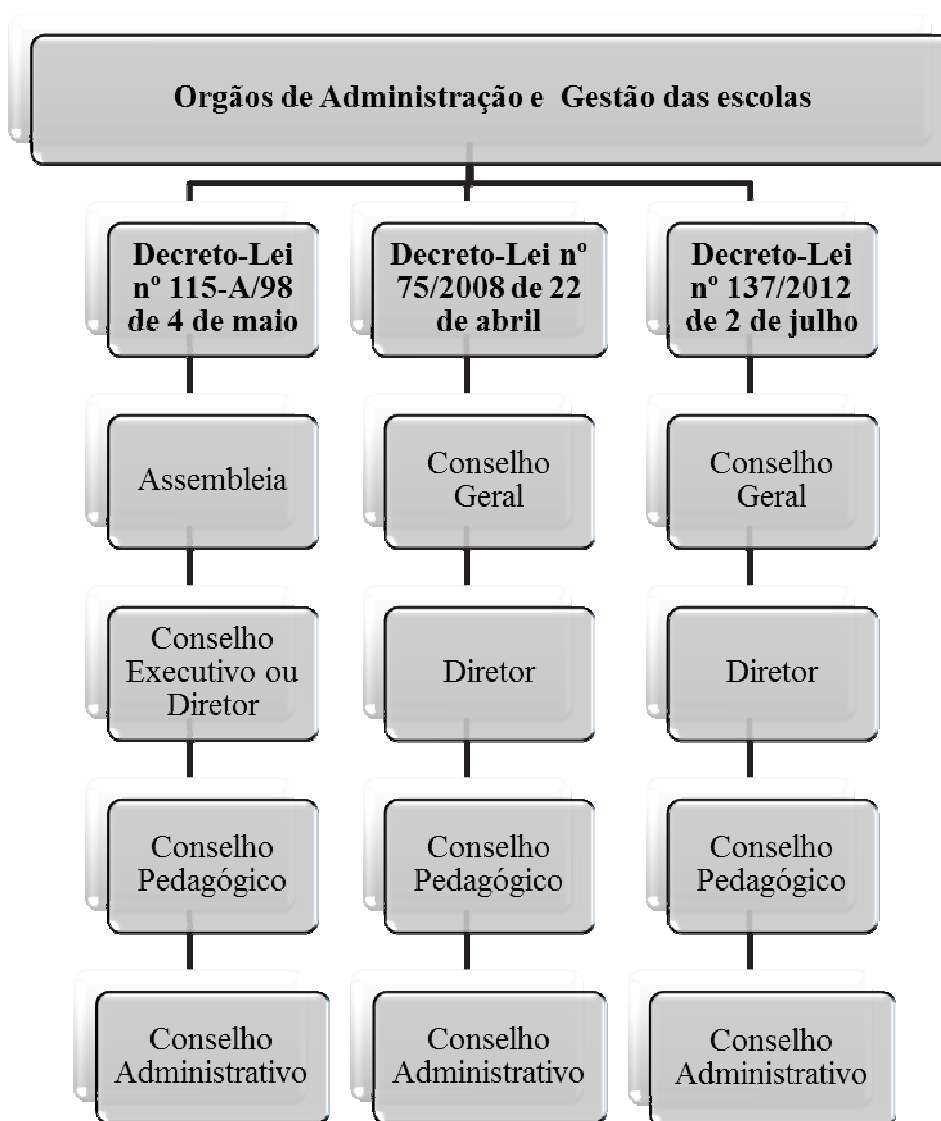 Orgãos de Administração e Gestão das escolas
Decreto-Lei
nº 115-A/98
de 4 de maio
Decreto-Lei nº
75/2008 de 22
de abril
Decreto-Lei
nº 137/2012
de 2 de julho
Assembleia
Conselho
Geral
Conselho
Geral
Conselho
Executivo ou
Diretor
Diretor
Diretor
Conselho
Pedagógico
Conselho
Pedagógico
Conselho
Pedagógico
Conselho
Administrativo
Conselho
Administrativo
Conselho
Administrativo